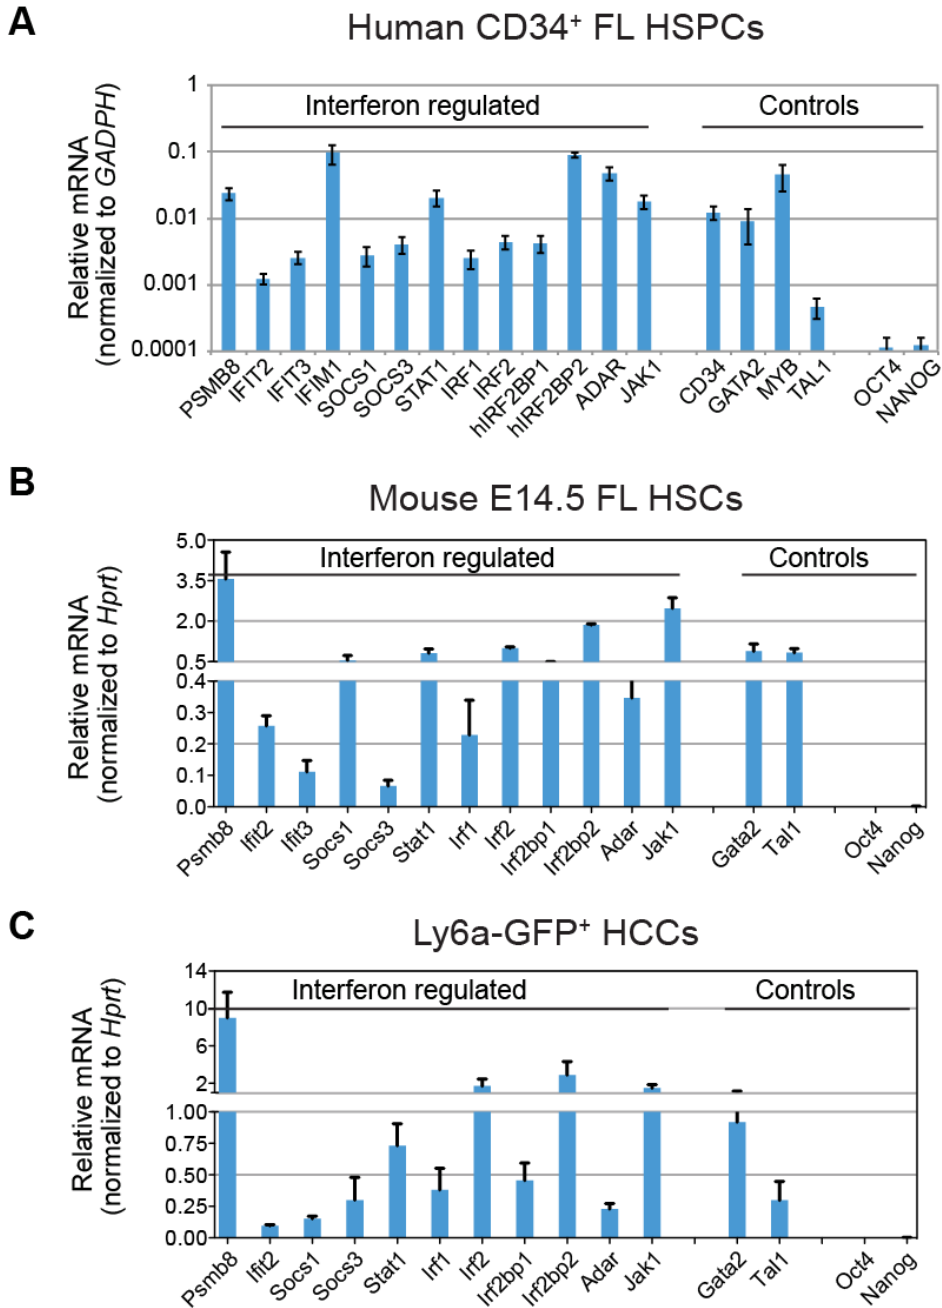 A
Human CD34+ FL HSPCs
Relative mRNA
(normalized to GADPH)
1
0.1
0.01
0.001
0.0001
Interferon regulated
Controls
PSMB8
IFIT2
IFIT3
IFIM1
SOCS1
SOCS3
STAT1
IRF1
IRF2
hIRF2BP1
hIRF2BP2
ADAR
JAK1
CD34
GATA2
MYB
TAL1
OCT4
NANOG
B
Mouse E14.5 FL HSCs
Relative mRNA
(normalized to Hprt)
5.0
3.5
2.0
0.5
0.4
0.3
0.2
0.1
0.0
Interferon regulated
Controls
Psmb8
Ifit2
Ifit3
Socs1
Socs3
Stat1
Irf1
Irf2
Irf2bp1
Irf2bp2
Adar
Jak1
Gata2
Tal1
Oct4
Nanog
C
Ly6a-GFP+ HCCs
Relative mRNA
(normalized to Hprt)
14
10
6
2
1.00
0.75
0.50
0.25
0.00
Interferon regulated
Controls
Psmb8
Ifit2
Socs1
Socs3
Stat1
Irf1
Irf2
Irf2bp1
Irf2bp2
Adar
Jak1
Gata2
Tal1
Oct4
Nanog